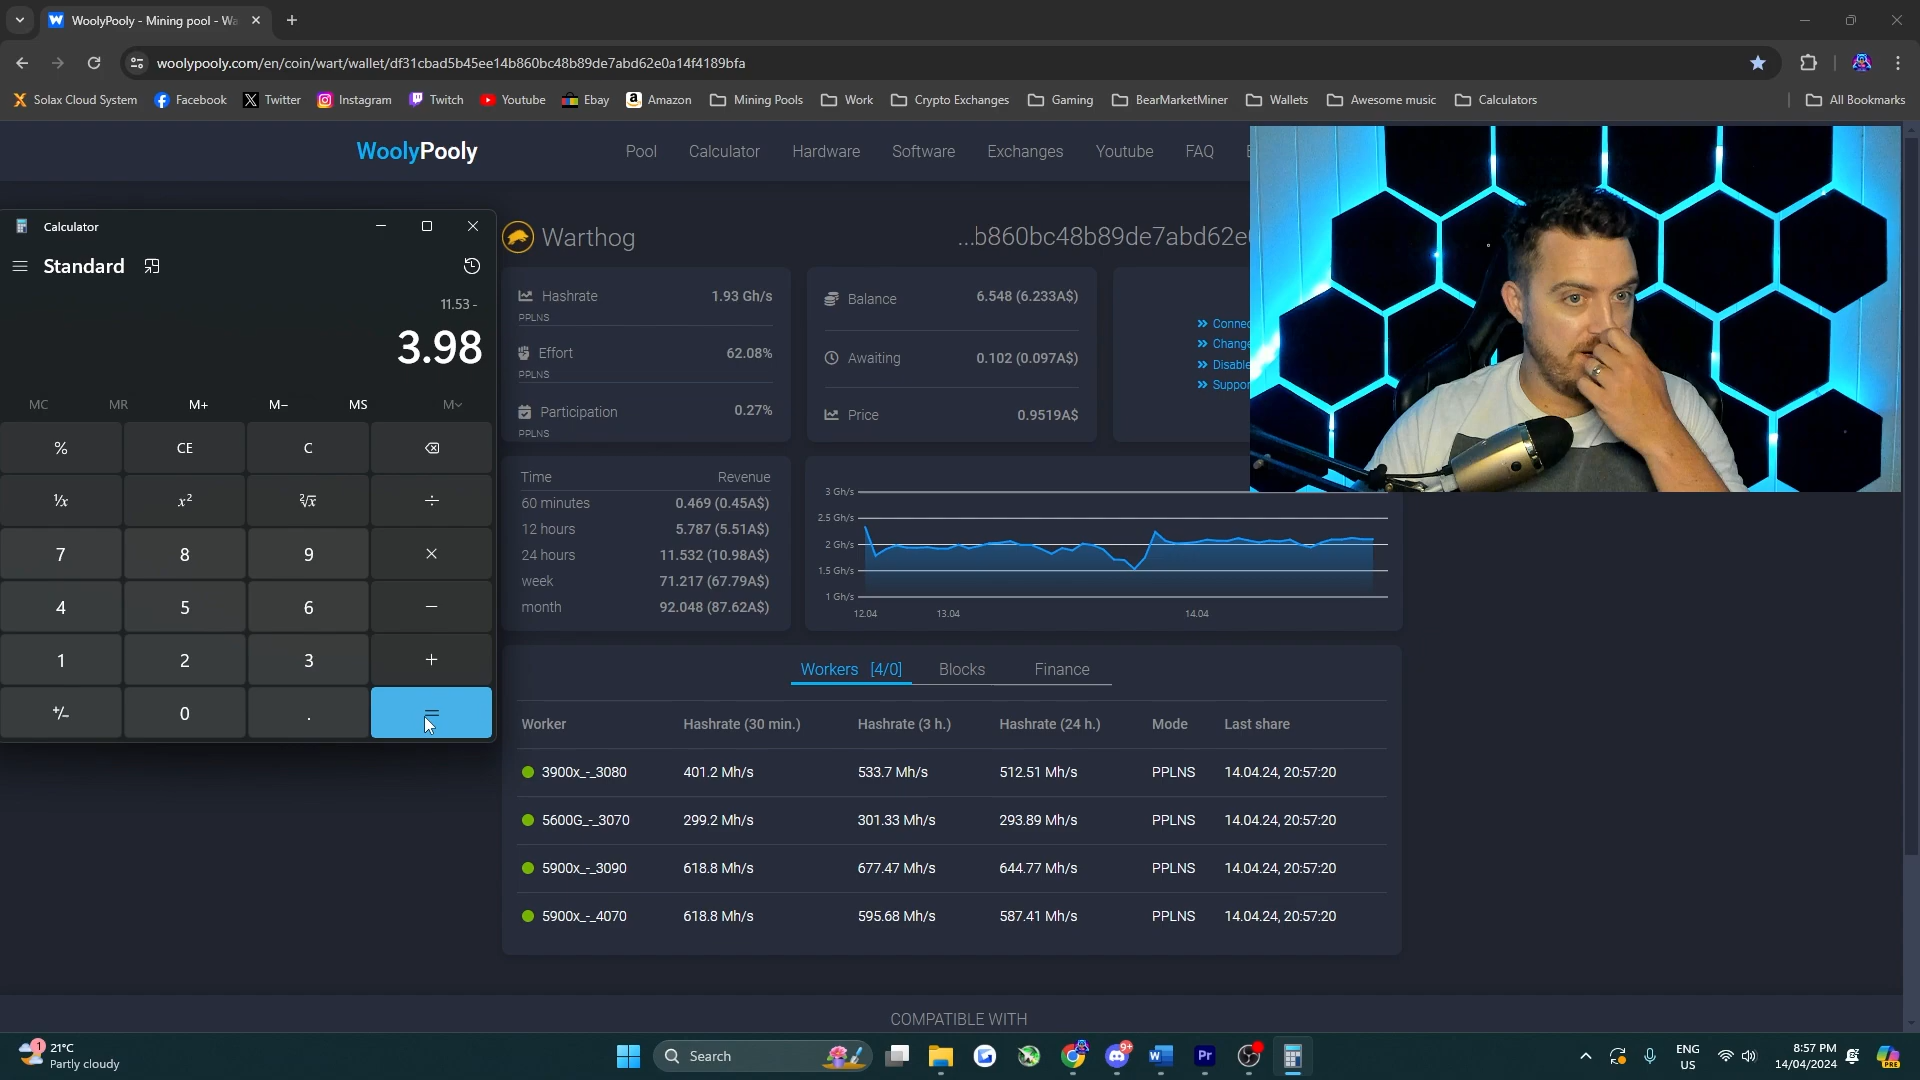 WoolyPooly - Mining pool - Wa
woolypooly.com/en/coin/wart/wallet/df31cbad5b45ee14b860bc48b89de7abd62e0a14f4189bfa
Solax Cloud System Facebook Twitter Instagram Twitch Youtube Ebay Amazon Mining Pools Work Crypto Exchanges Gaming BearMarketMiner Wallets Awesome music Calculators All Bookmarks
WoolyPooly Pool Calculator Hardware Software Exchanges Youtube FAQ
Calculator
Standard
11.53 -
3.98
MC MR M+ M− MS M
% CE C
⅟x x² ²√x ÷
7 8 9 ×
4 5 6 −
1 2 3 +
+/− 0 . =
Warthog
...b860bc48b89de7abd62e
Hashrate 1.93 Gh/s
PPLNS
Effort 62.08%
PPLNS
Participation 0.27%
PPLNS
Balance 6.548 (6.233A$)
Awaiting 0.102 (0.097A$)
Price 0.9519A$
» Connec
» Change
» Disable
» Suppor
Time Revenue
60 minutes 0.469 (0.45A$)
12 hours 5.787 (5.51A$)
24 hours 11.532 (10.98A$)
week 71.217 (67.79A$)
month 92.048 (87.62A$)
3 Gh/s
2.5 Gh/s
2 Gh/s
1.5 Gh/s
1 Gh/s
12.04 13.04 14.04
Workers [4/0] Blocks Finance
Worker Hashrate (30 min.) Hashrate (3 h.) Hashrate (24 h.) Mode Last share
3900x_-_3080 401.2 Mh/s 533.7 Mh/s 512.51 Mh/s PPLNS 14.04.24, 20:57:20
5600G_-_3070 299.2 Mh/s 301.33 Mh/s 293.89 Mh/s PPLNS 14.04.24, 20:57:20
5900x_-_3090 618.8 Mh/s 677.47 Mh/s 644.77 Mh/s PPLNS 14.04.24, 20:57:20
5900x_-_4070 618.8 Mh/s 595.68 Mh/s 587.41 Mh/s PPLNS 14.04.24, 20:57:20
COMPATIBLE WITH
1 21°C
Partly cloudy
Search
9+
W
Pr
ENG
US
8:57 PM
14/04/2024
PRE